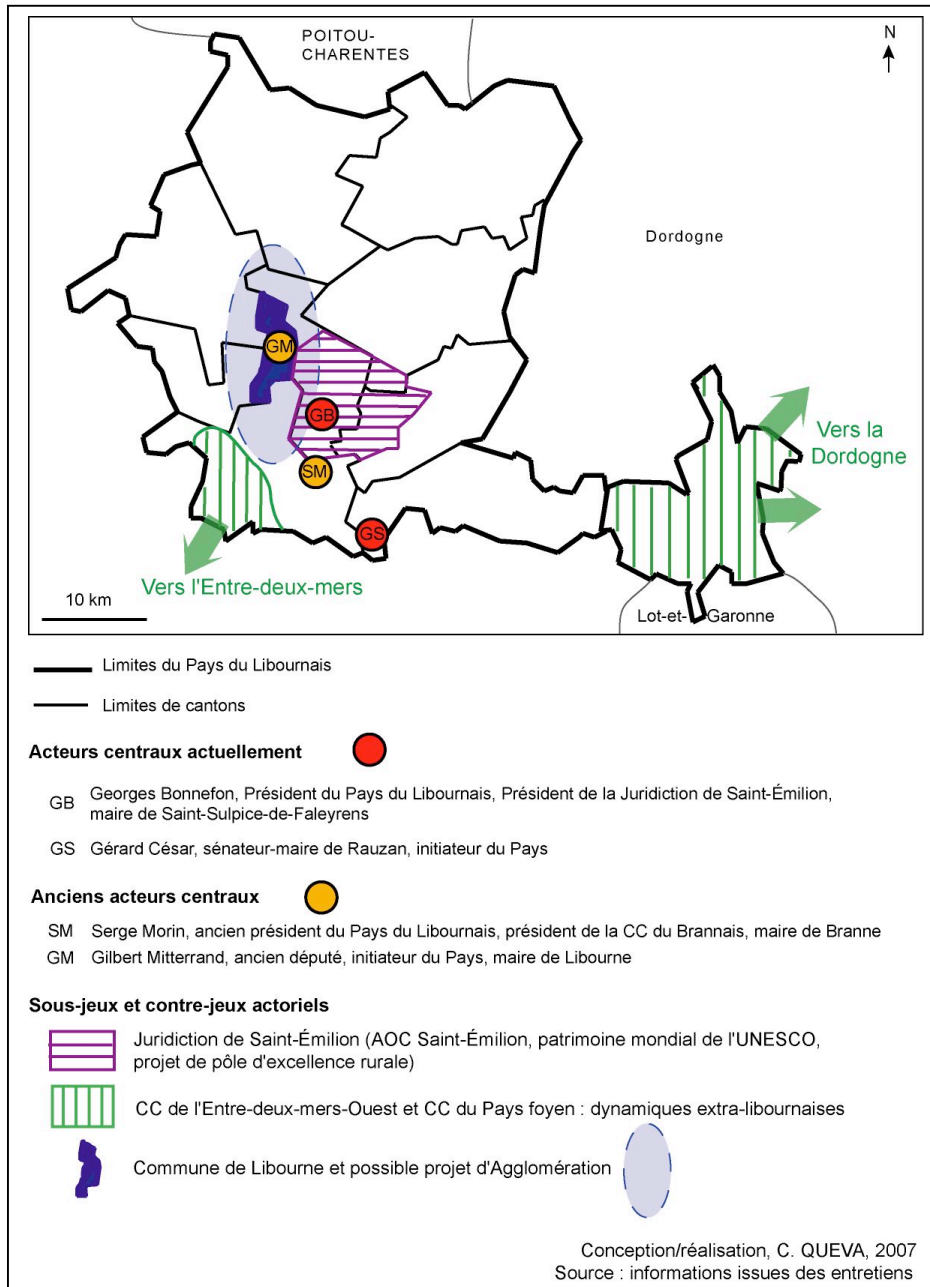 POITOU-
CHARENTES
N
Dordogne
GM
GB
SM
GS
Vers la
Dordogne
Vers l'Entre-deux-mers
10 km
Lot-et- Garonne
Limites du Pays du Libournais
Limites de cantons
Acteurs centraux actuellement
GB Georges Bonnefon, Président du Pays du Libournais, Président de la Juridiction de Saint-Émilion,
maire de Saint-Sulpice-de-Faleyrens
GS Gérard César, sénateur-maire de Rauzan, initiateur du Pays
Anciens acteurs centraux
SM Serge Morin, ancien président du Pays du Libournais, président de la CC du Brannais, maire de Branne
GM Gilbert Mitterrand, ancien député, initiateur du Pays, maire de Libourne
Sous-jeux et contre-jeux actoriels
Juridiction de Saint-Émilion (AOC Saint-Émilion, patrimoine mondial de l'UNESCO,
projet de pôle d'excellence rurale)
CC de l'Entre-deux-mers-Ouest et CC du Pays foyen : dynamiques extra-libournaises
Commune de Libourne et possible projet d'Agglomération
Conception/réalisation, C. QUEVA, 2007
Source : informations issues des entretiens